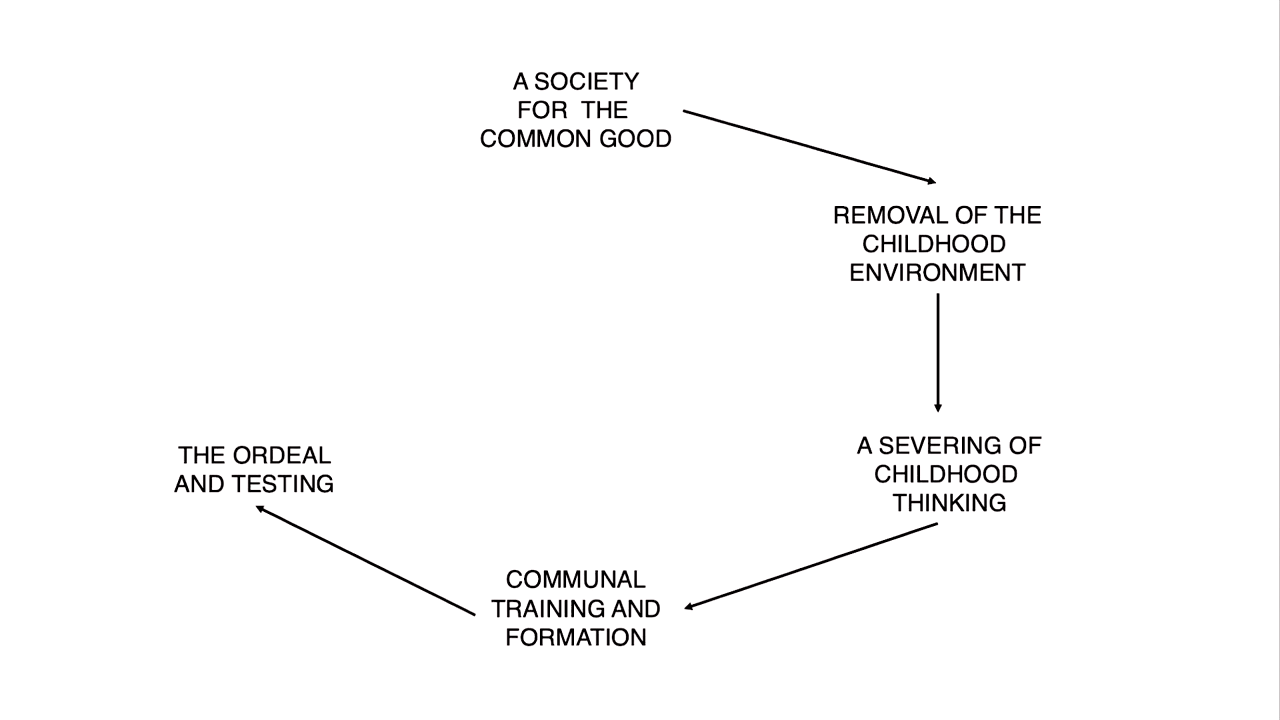 A SOCIETY
FOR THE
COMMON GOOD
REMOVAL OF THE
CHILDHOOD
ENVIRONMENT
A SEVERING OF
CHILDHOOD
THINKING
COMMUNAL
TRAINING AND
FORMATION
THE ORDEAL
AND TESTING